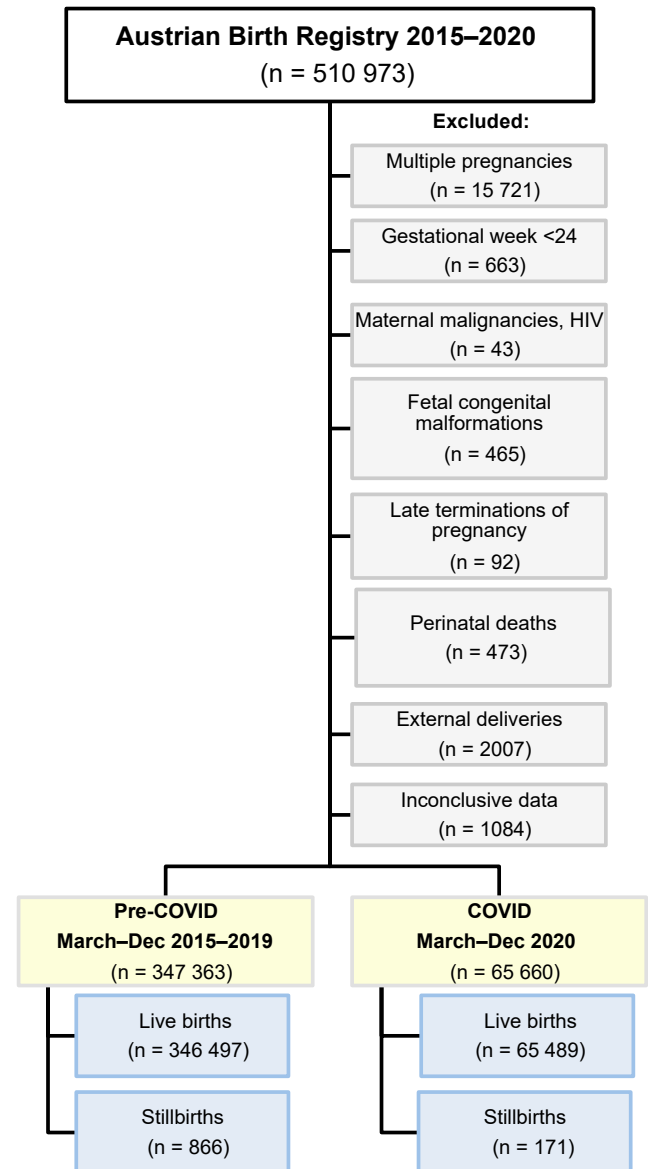 Austrian Birth Registry 2015–2020
(n = 510 973)
Excluded:
Multiple pregnancies
(n = 15 721)
Gestational week <24
(n = 663)
Maternal malignancies, HIV
(n = 43)
Fetal congenital
malformations
(n = 465)
Late terminations of
pregnancy
(n = 92)
Perinatal deaths
(n = 473)
External deliveries
(n = 2007)
Inconclusive data
(n = 1084)
Pre-COVID
March–Dec 2015–2019
(n = 347 363)
Live births
(n = 346 497)
Stillbirths
(n = 866)
COVID
March–Dec 2020
(n = 65 660)
Live births
(n = 65 489)
Stillbirths
(n = 171)